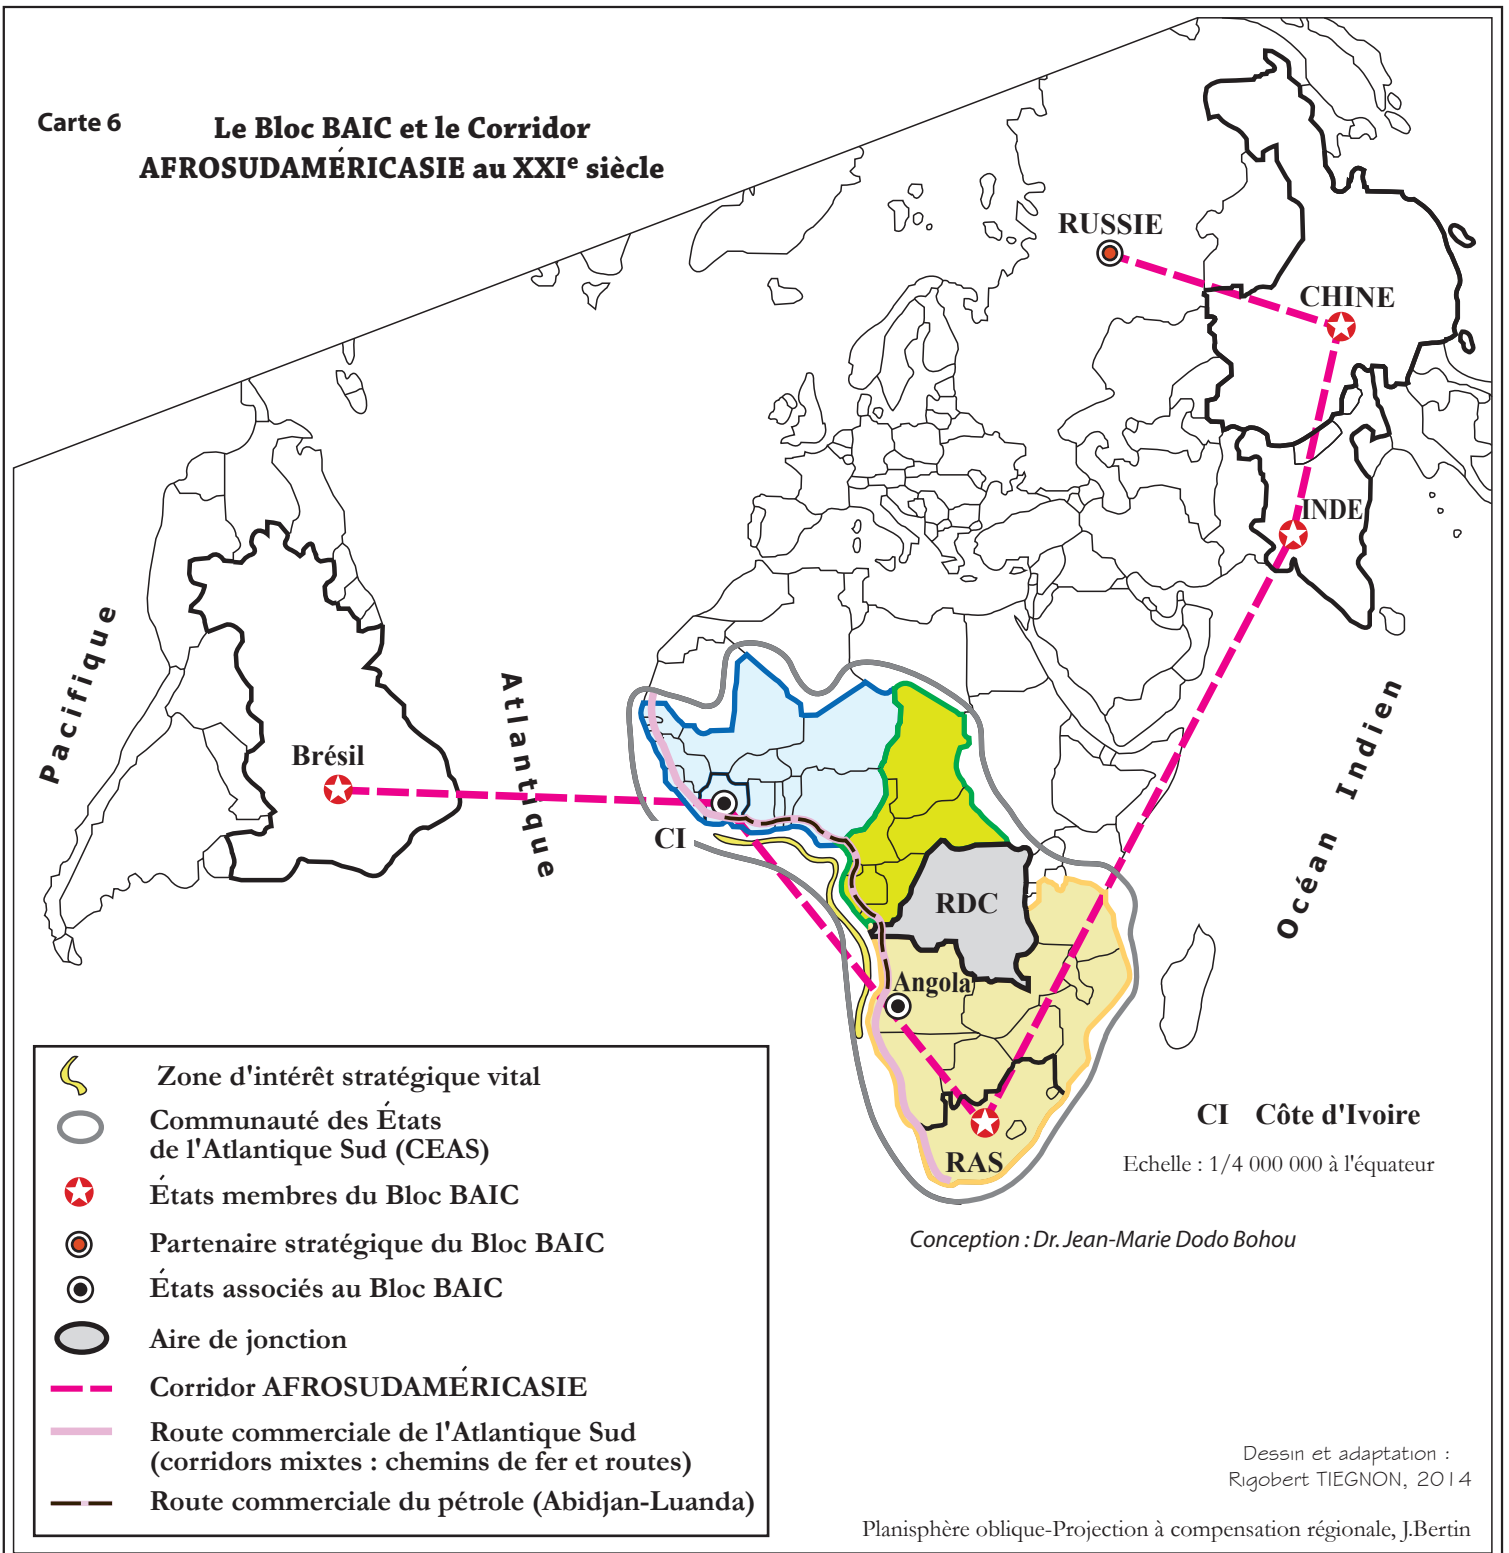 Carte 6
Le Bloc BAIC et le Corridor
AFROSUDAMÉRICASIE au XXIe siècle
RUSSIE
CHINE
INDE
Pacifique
Atlantique
Brésil
Océan Indien
CI
RDC
Angola
RAS
CI Côte d'Ivoire
Echelle : 1/4 000 000 à l'équateur
Conception : Dr. Jean-Marie Dodo Bohou
Zone d'intérêt stratégique vital
Communauté des États
de l'Atlantique Sud (CEAS)
États membres du Bloc BAIC
Partenaire stratégique du Bloc BAIC
États associés au Bloc BAIC
Aire de jonction
Corridor AFROSUDAMÉRICASIE
Route commerciale de l'Atlantique Sud
(corridors mixtes : chemins de fer et routes)
Route commerciale du pétrole (Abidjan-Luanda)
Dessin et adaptation :
Rigobert TIEGNON, 2014
Planisphère oblique-Projection à compensation régionale, J.Bertin